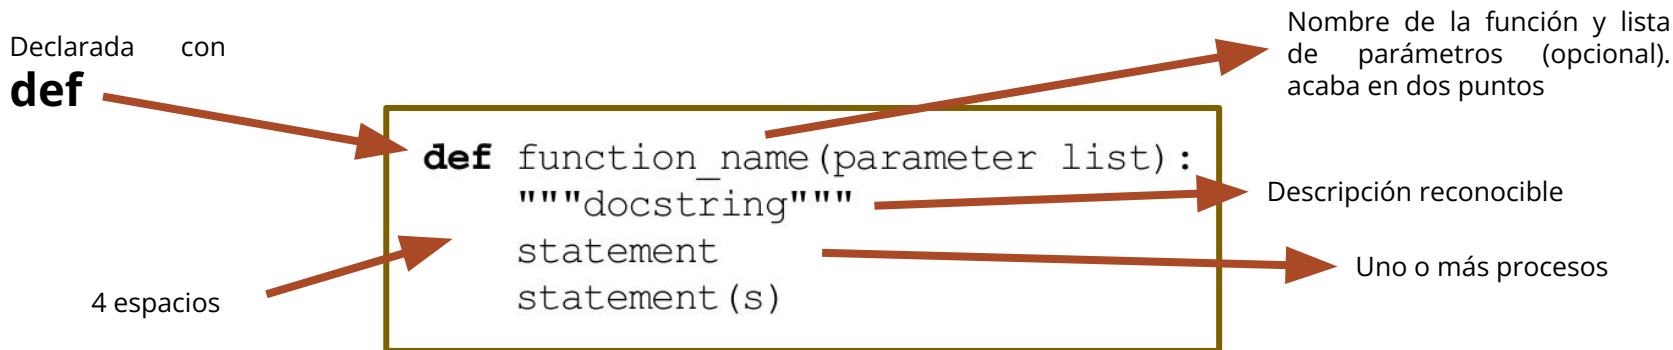 Declarada con
def
Nombre de la función y lista
de parámetros (opcional).
acaba en dos puntos
def function_name(parameter list):
"""docstring"""
statement
statement(s)
Descripción reconocible
Uno o más procesos
4 espacios